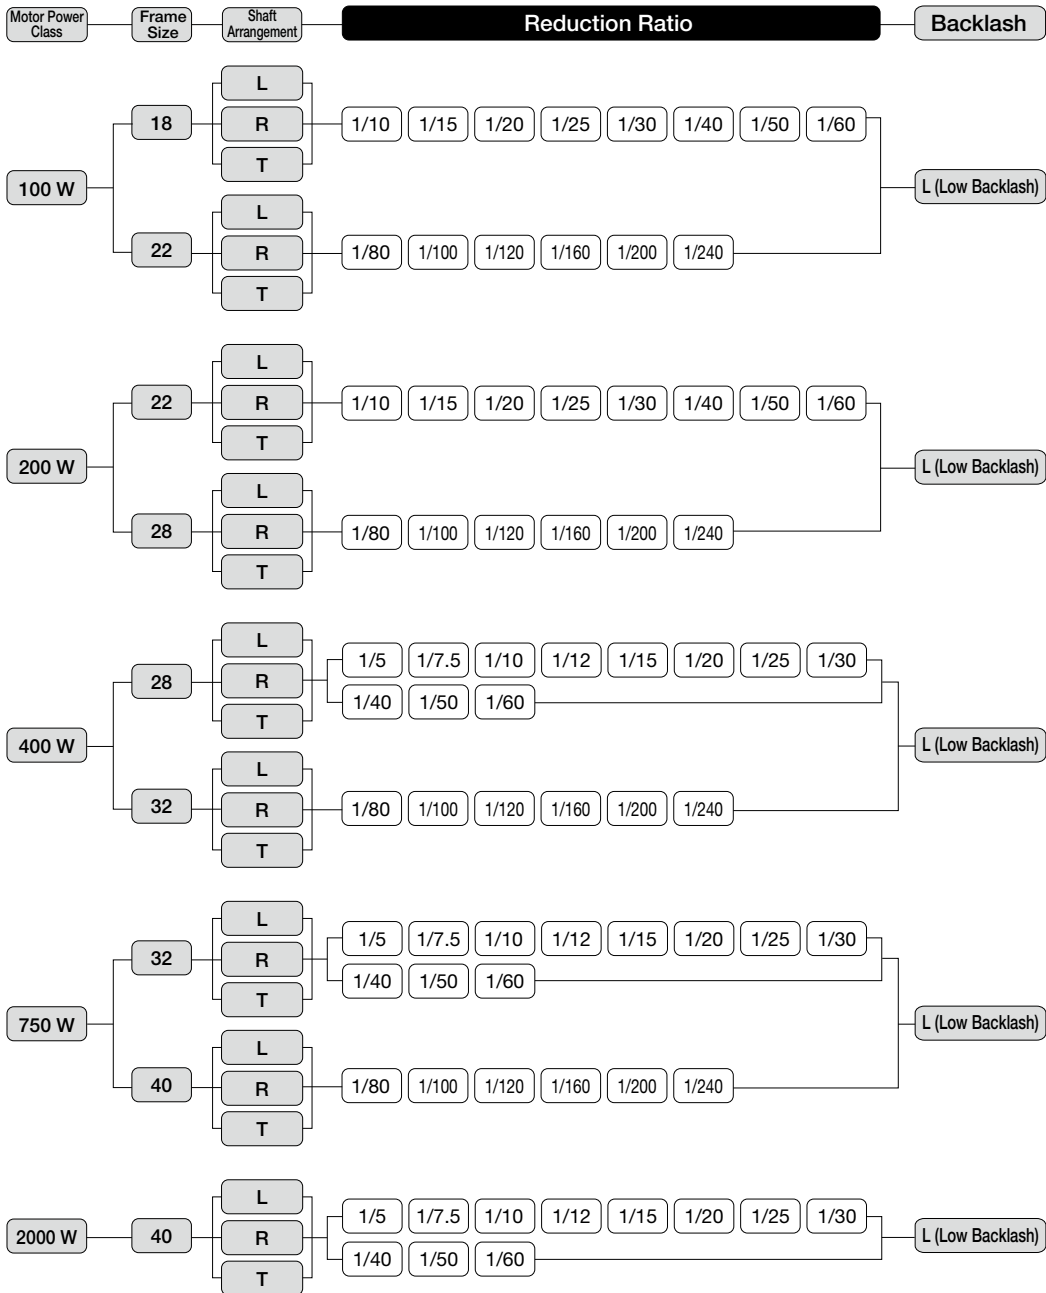 Motor Power Class Frame Size Shaft Arrangement Reduction Ratio Backlash
L
18 R 1/10 1/15 1/20 1/25 1/30 1/40 1/50 1/60
T
100 W L (Low Backlash)
L
22 R 1/80 1/100 1/120 1/160 1/200 1/240
T
L
22 R 1/10 1/15 1/20 1/25 1/30 1/40 1/50 1/60
T
200 W L (Low Backlash)
L
28 R 1/80 1/100 1/120 1/160 1/200 1/240
T
L
1/5 1/7.5 1/10 1/12 1/15 1/20 1/25 1/30
28 R
1/40 1/50 1/60
T
400 W L (Low Backlash)
L
32 R 1/80 1/100 1/120 1/160 1/200 1/240
T
L
1/5 1/7.5 1/10 1/12 1/15 1/20 1/25 1/30
32 R
1/40 1/50 1/60
T
750 W L (Low Backlash)
L
40 R 1/80 1/100 1/120 1/160 1/200 1/240
T
L
1/5 1/7.5 1/10 1/12 1/15 1/20 1/25 1/30
2000 W 40 R L (Low Backlash)
1/40 1/50 1/60
T